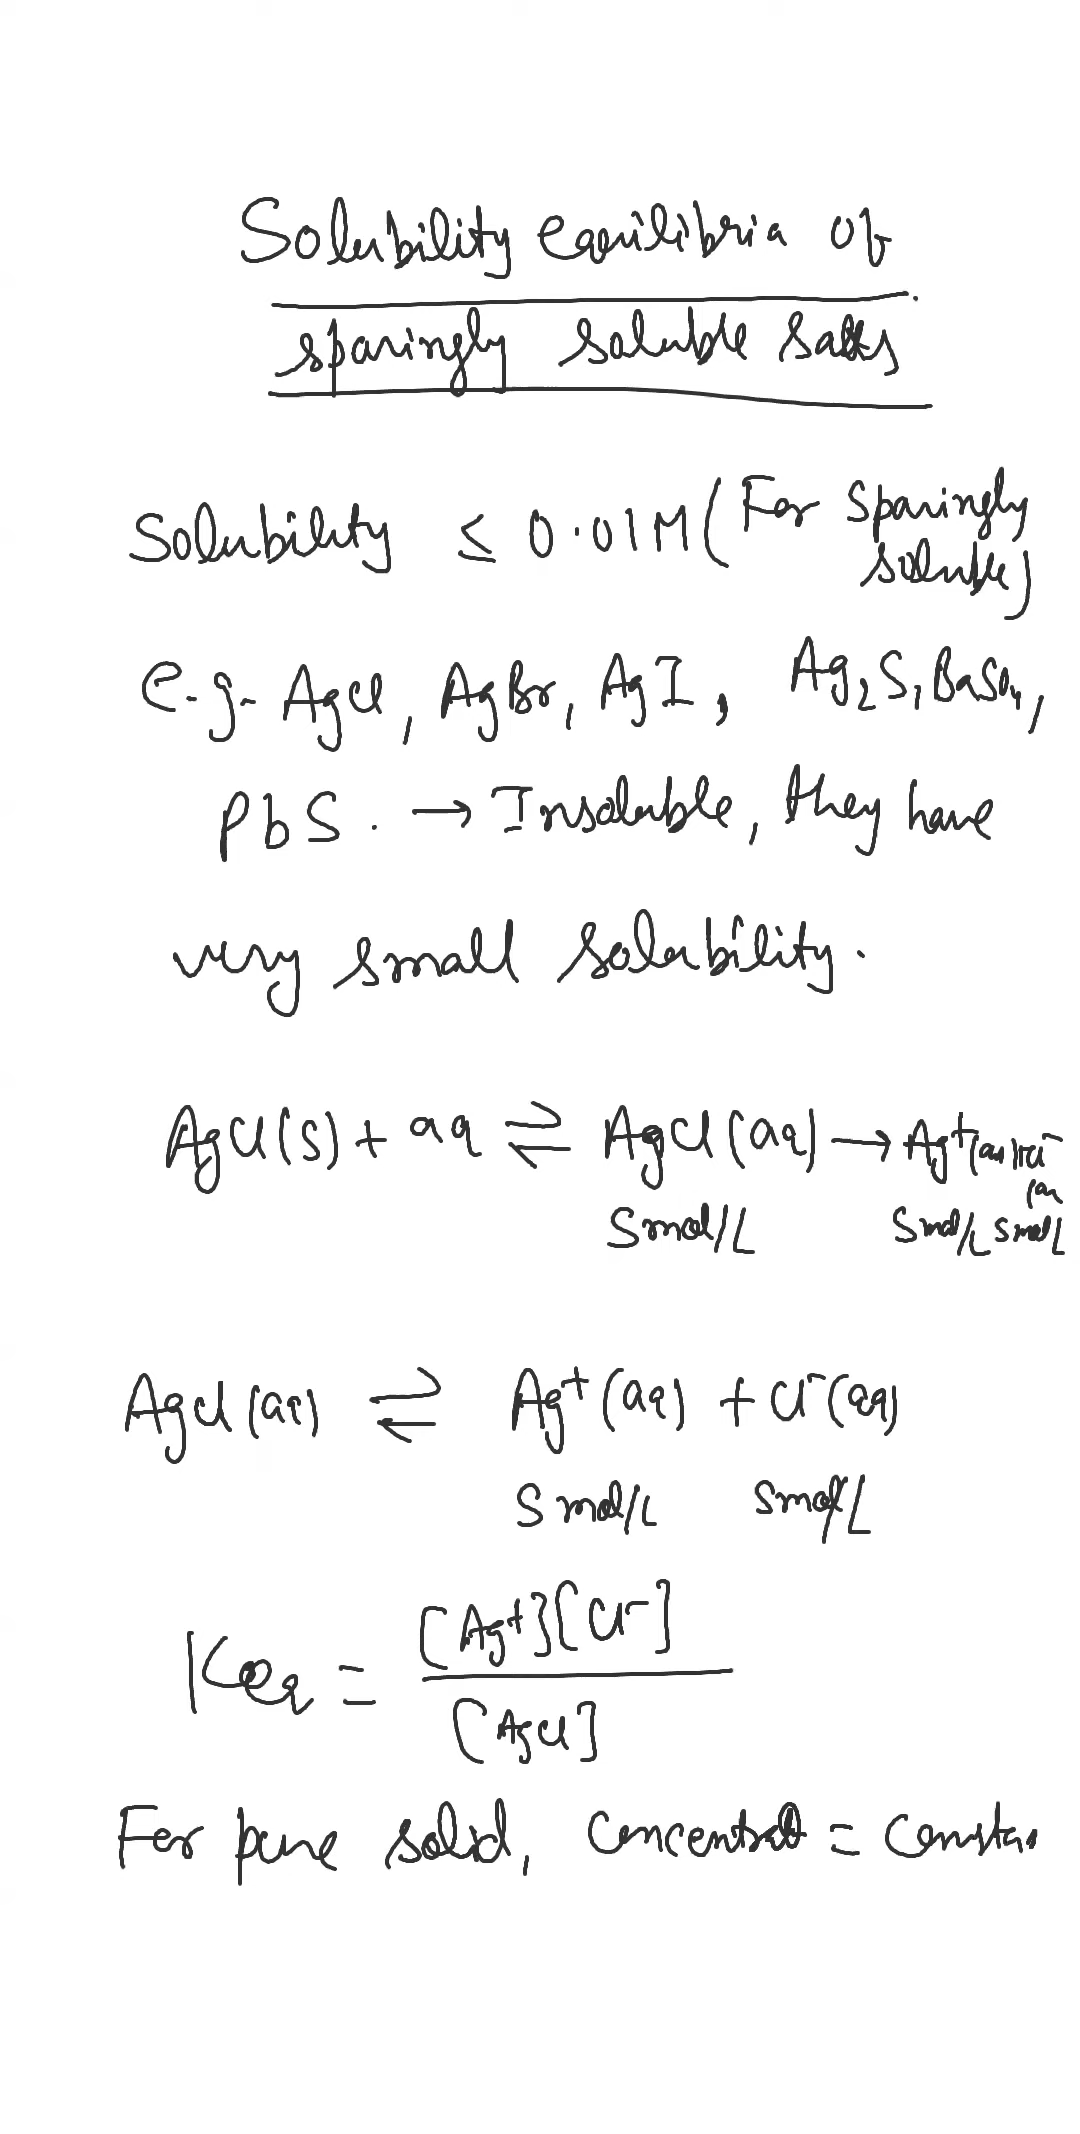 Solubility equilibria of
sparingly soluble salts
Solubility ≤ 0.01M (For sparingly
soluble)
e.g. AgCl, AgBr, AgI, Ag₂S, BaSO₄,
PbS. → Insoluble, they have
very small solubility.
AgCl(s) + aq ⇌ AgCl(aq) → Ag⁺(aq) + Cl⁻
(aq
S mol/L S mol/L S mol/L
AgCl(aq) ⇌ Ag⁺(aq) + Cl⁻(aq)
S mol/L S mol/L
Keq = [Ag⁺][Cl⁻]
[AgCl]
For pure solid, =